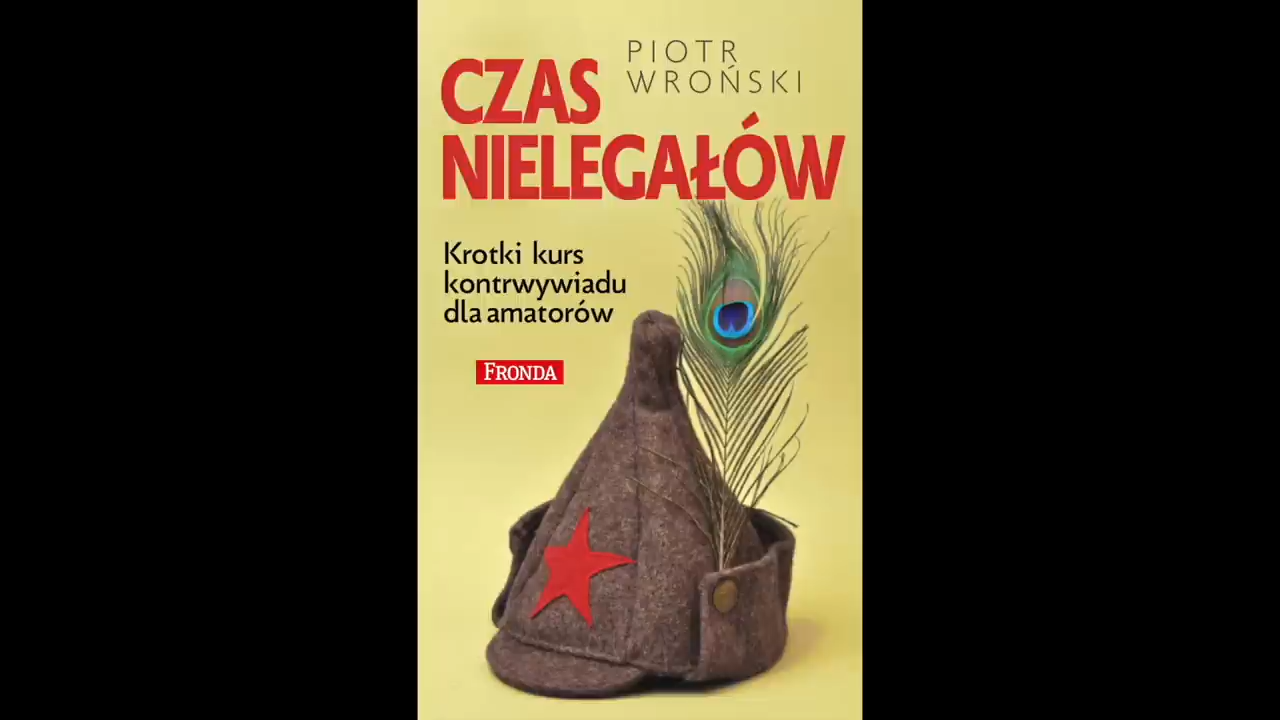 PIOTR
WROŃSKI
CZAS
NIELEGAŁÓW
Krotki kurs
kontrwywiadu
dla amatorów
FRONDA